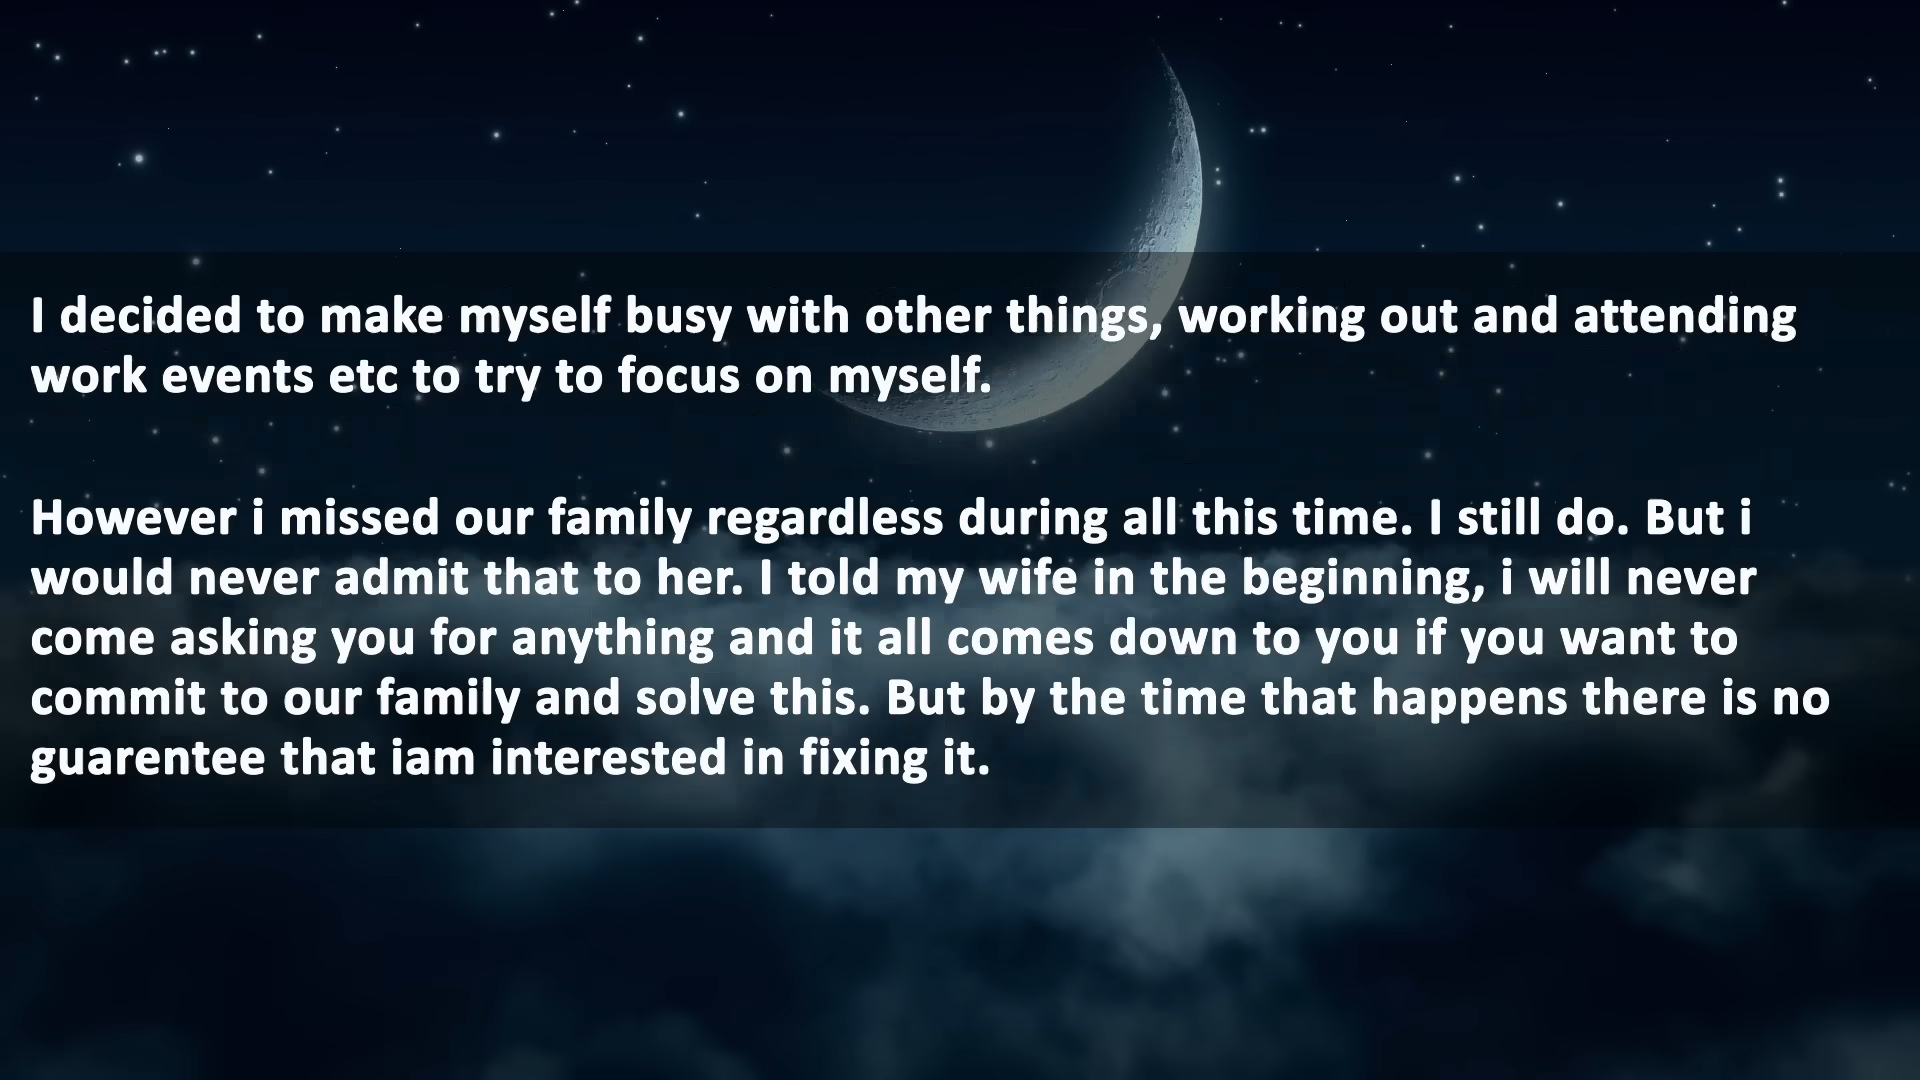 I decided to make myself busy with other things, working out and attending
work events etc to try to focus on myself.
However i missed our family regardless during all this time. I still do. But i
would never admit that to her. I told my wife in the beginning, i will never
come asking you for anything and it all comes down to you if you want to
commit to our family and solve this. But by the time that happens there is no
guarentee that iam interested in fixing it.